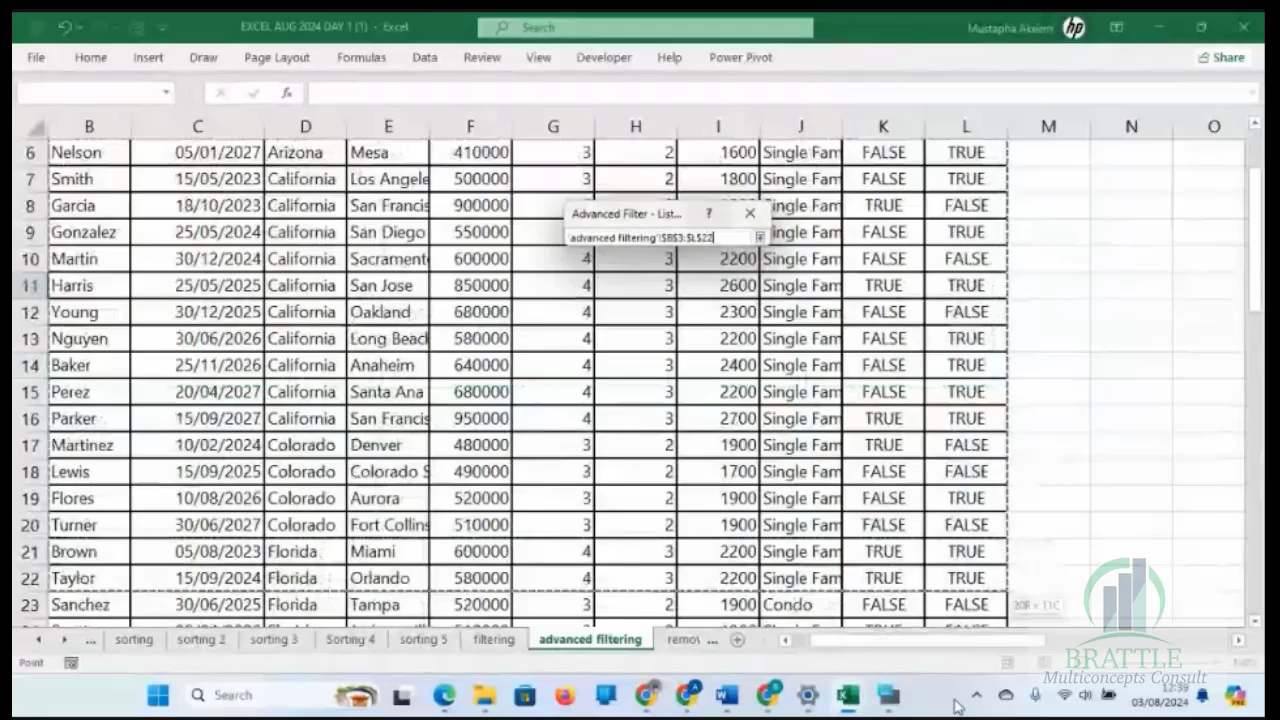 EXCEL AUG 2024 DAY 1 (1) - Excel
Search
Mustapha Akeem
hp
File Home Insert Draw Page Layout Formulas Data Review View Developer Help Power Pivot Share
fx
B C D E F G H I J K L M N O
6 Nelson 05/01/2027 Arizona Mesa 410000 3 2 1600 Single Fam FALSE TRUE
7 Smith 15/05/2023 California Los Angele 500000 3 2 1800 Single Fam FALSE TRUE
8 Garcia 18/10/2023 California San Francis 900000 ingle Fam TRUE FALSE
Advanced Filter - List... ?
9 Gonzalez 25/05/2024 California San Diego 550000 ingle Fam FALSE TRUE
'advanced filtering'!$B$3:$L$22
10 Martin 30/12/2024 California Sacrament 600000 4 3 2200 Single Fam FALSE FALSE
11 Harris 25/05/2025 California San Jose 850000 4 3 2600 Single Fam TRUE TRUE
12 Young 30/12/2025 California Oakland 680000 4 3 2300 Single Fam FALSE FALSE
13 Nguyen 30/06/2026 California Long Beach 580000 4 3 2200 Single Fam FALSE TRUE
14 Baker 25/11/2026 California Anaheim 640000 4 3 2400 Single Fam FALSE TRUE
15 Perez 20/04/2027 California Santa Ana 680000 4 3 2200 Single Fam FALSE TRUE
16 Parker 15/09/2027 California San Francis 950000 4 3 2700 Single Fam TRUE TRUE
17 Martinez 10/02/2024 Colorado Denver 480000 3 2 1900 Single Fam TRUE FALSE
18 Lewis 15/09/2025 Colorado Colorado S 490000 3 2 1700 Single Fam FALSE FALSE
19 Flores 10/08/2026 Colorado Aurora 520000 3 2 1900 Single Fam FALSE TRUE
20 Turner 30/06/2027 Colorado Fort Collins 510000 3 2 1900 Single Fam FALSE FALSE
21 Brown 05/08/2023 Florida Miami 600000 4 3 2200 Single Fam TRUE TRUE
22 Taylor 15/09/2024 Florida Orlando 580000 4 3 2200 Single Fam TRUE TRUE
23 Sanchez 30/06/2025 Florida Tampa 520000 3 2 1900 Condo FALSE FALSE
20R × 11C
... sorting sorting 2 sorting 3 Sorting 4 sorting 5 filtering advanced filtering remov ...
Point
BRATTLE
Multiconcepts Consult
Search
12:39
03/08/2024